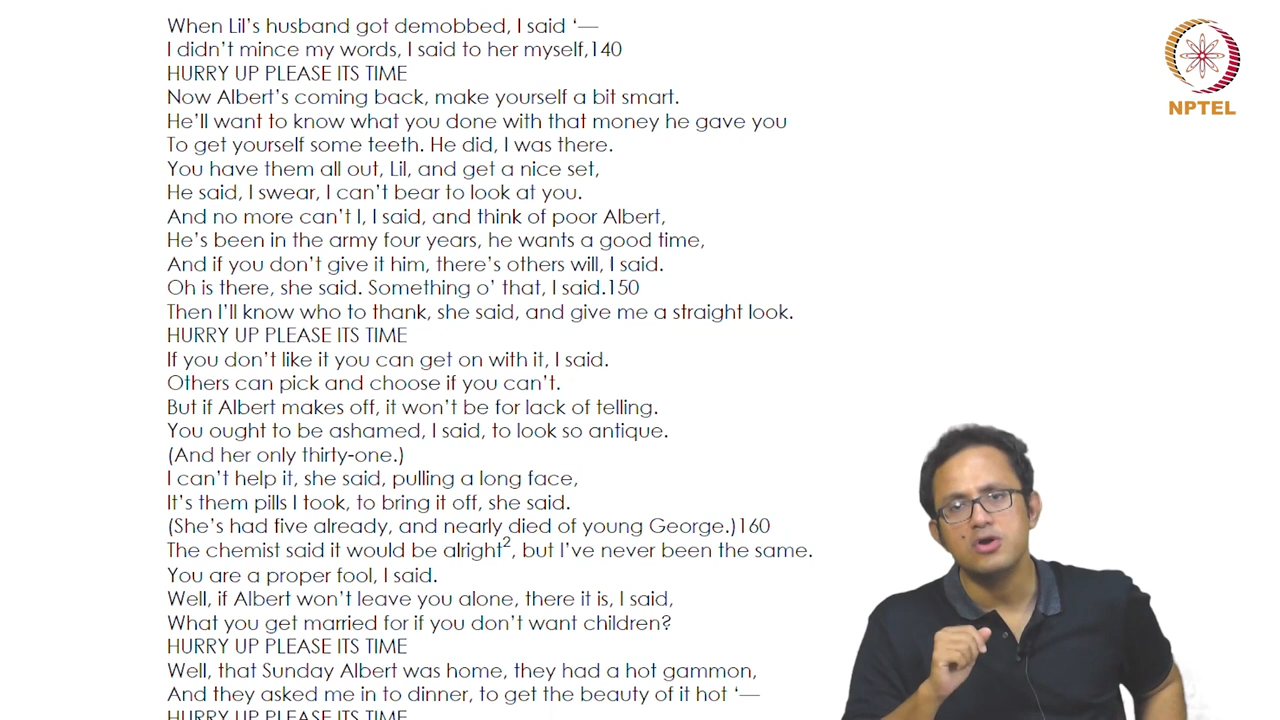 When Lil’s husband got demobbed, I said ‘—
I didn’t mince my words, I said to her myself,140
HURRY UP PLEASE ITS TIME
Now Albert’s coming back, make yourself a bit smart.
He’ll want to know what you done with that money he gave you
To get yourself some teeth. He did, I was there.
You have them all out, Lil, and get a nice set,
He said, I swear, I can’t bear to look at you.
And no more can’t I, I said, and think of poor Albert,
He’s been in the army four years, he wants a good time,
And if you don’t give it him, there’s others will, I said.
Oh is there, she said. Something o’ that, I said.150
Then I’ll know who to thank, she said, and give me a straight look.
HURRY UP PLEASE ITS TIME
If you don’t like it you can get on with it, I said.
Others can pick and choose if you can’t.
But if Albert makes off, it won’t be for lack of telling.
You ought to be ashamed, I said, to look so antique.
(And her only thirty-one.)
I can’t help it, she said, pulling a long face,
It’s them pills I took, to bring it off, she said.
(She’s had five already, and nearly died of young George.)160
The chemist said it would be alright², but I’ve never been the same.
You are a proper fool, I said.
Well, if Albert won’t leave you alone, there it is, I said,
What you get married for if you don’t want children?
HURRY UP PLEASE ITS TIME
Well, that Sunday Albert was home, they had a hot gammon,
And they asked me in to dinner, to get the beauty of it hot ‘—
HURRY UP PLEASE ITS TIME
NPTEL